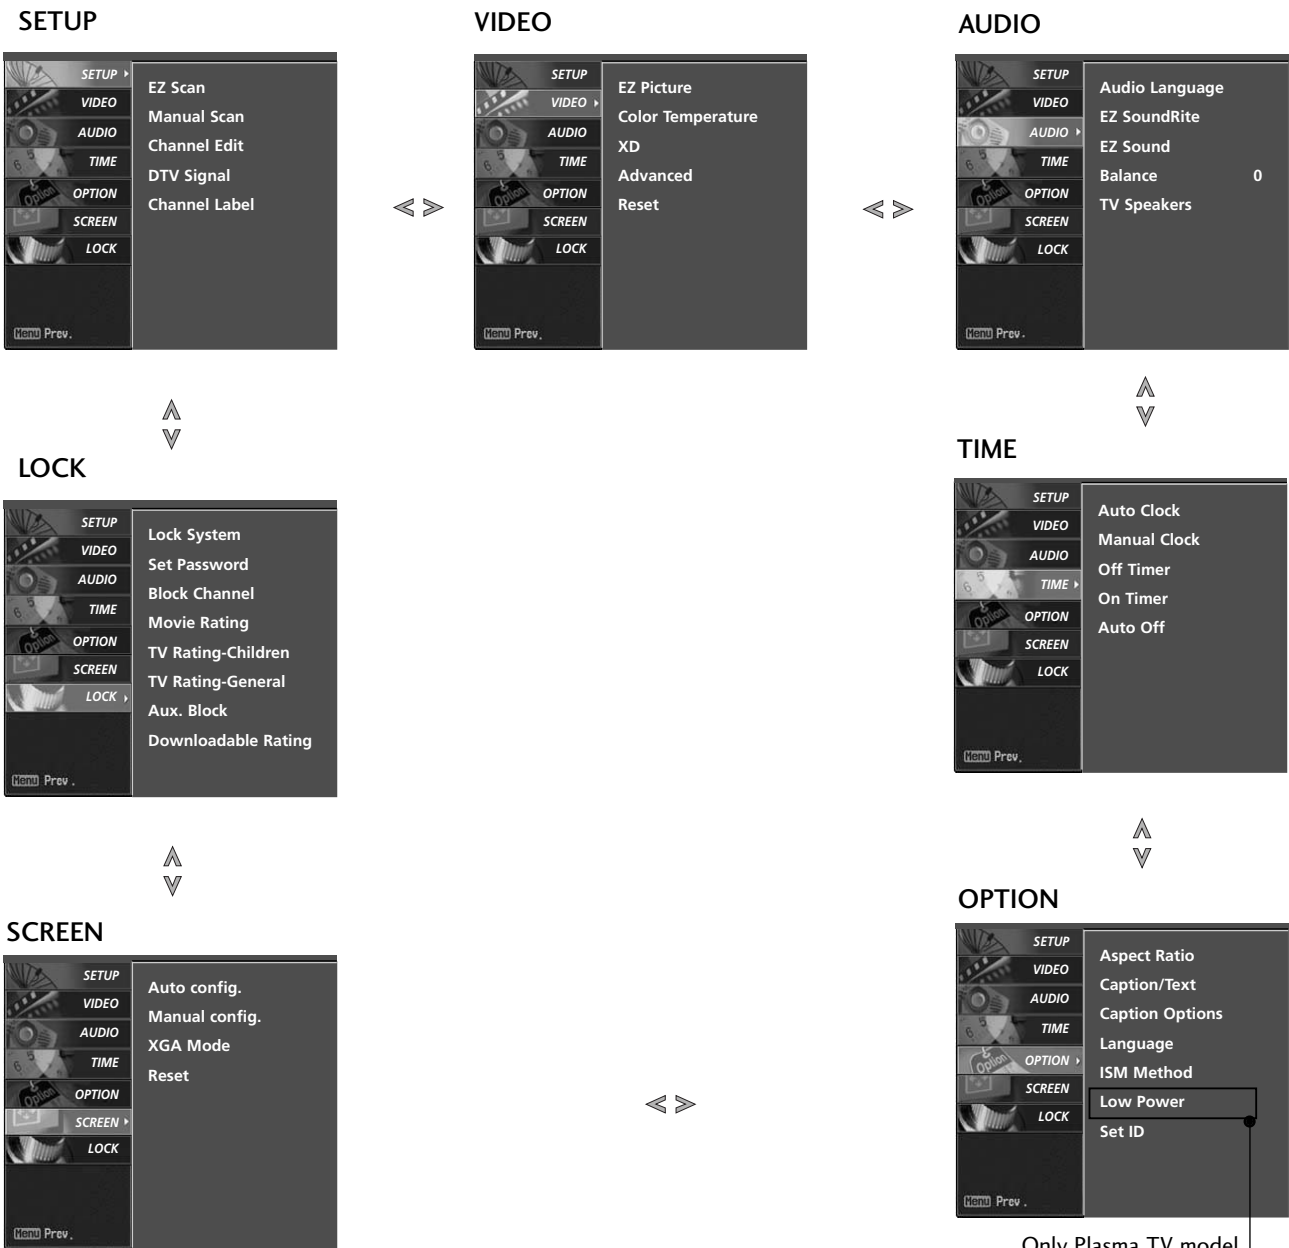 SETUP
SETUP
VIDEO
AUDIO
TIME
OPTION
SCREEN
LOCK
EZ Scan
Manual Scan
Channel Edit
DTV Signal
Channel Label
Menu Prev.
VIDEO
SETUP
VIDEO
AUDIO
TIME
OPTION
SCREEN
LOCK
EZ Picture
Color Temperature
XD
Advanced
Reset
Menu Prev.
AUDIO
SETUP
VIDEO
AUDIO
TIME
Option OPTION
SCREEN
LOCK
Audio Language
EZ SoundRite
EZ Sound
Balance 0
TV Speakers
Menu Prev.
LOCK
SETUP
VIDEO
AUDIO
TIME
Option OPTION
SCREEN
LOCK
Lock System
Set Password
Block Channel
Movie Rating
TV Rating-Children
TV Rating-General
Aux. Block
Downloadable Rating
Menu Prev.
TIME
SETUP
VIDEO
AUDIO
TIME
Option OPTION
SCREEN
LOCK
Auto Clock
Manual Clock
Off Timer
On Timer
Auto Off
Menu Prev.
SCREEN
SETUP
VIDEO
AUDIO
TIME
Option OPTION
SCREEN
LOCK
Auto config.
Manual config.
XGA Mode
Reset
Menu Prev.
OPTION
SETUP
VIDEO
AUDIO
TIME
Option OPTION
SCREEN
LOCK
Aspect Ratio
Caption/Text
Caption Options
Language
ISM Method
Low Power
Set ID
Menu Prev.
Only Plasma TV model